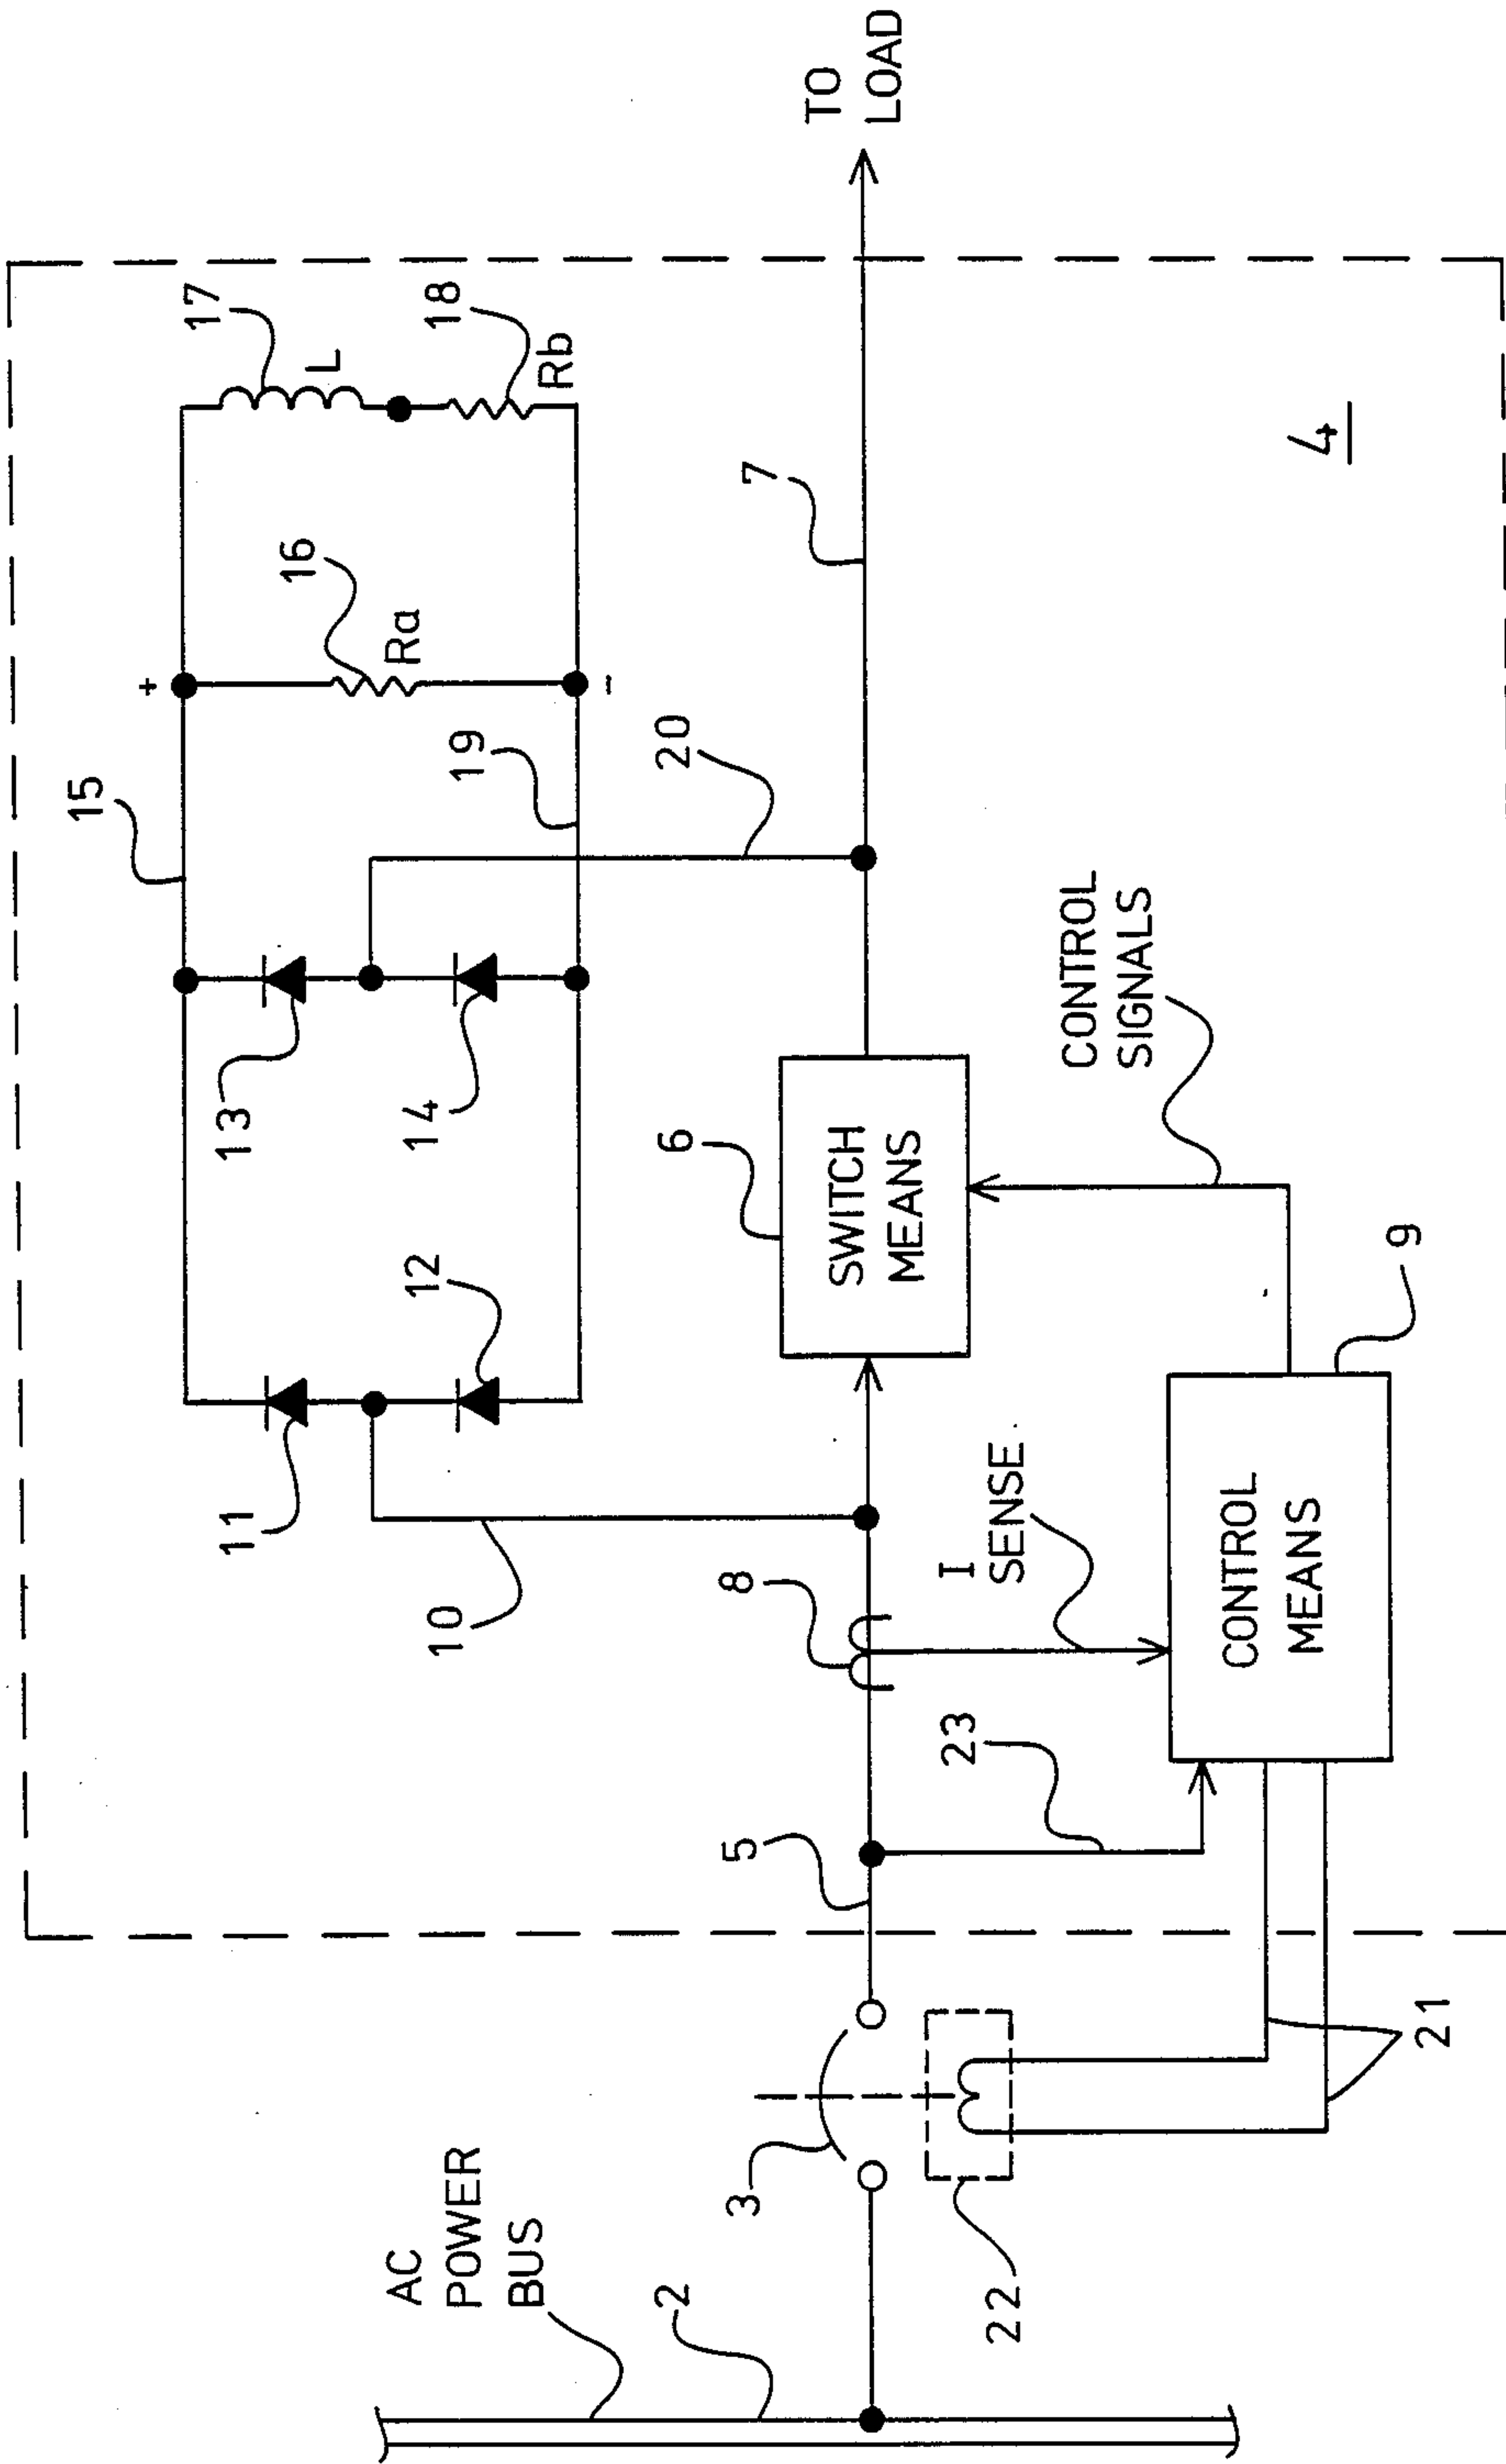 AC
POWER
BUS
2
3
22
21
5
23
8
I
SENSE
10
11
12
13
14
15
16
Ra
+
-
17
L
18
Rb
19
20
6
SWITCH
MEANS
7
TO
LOAD
CONTROL
SIGNALS
CONTROL
MEANS
9
4